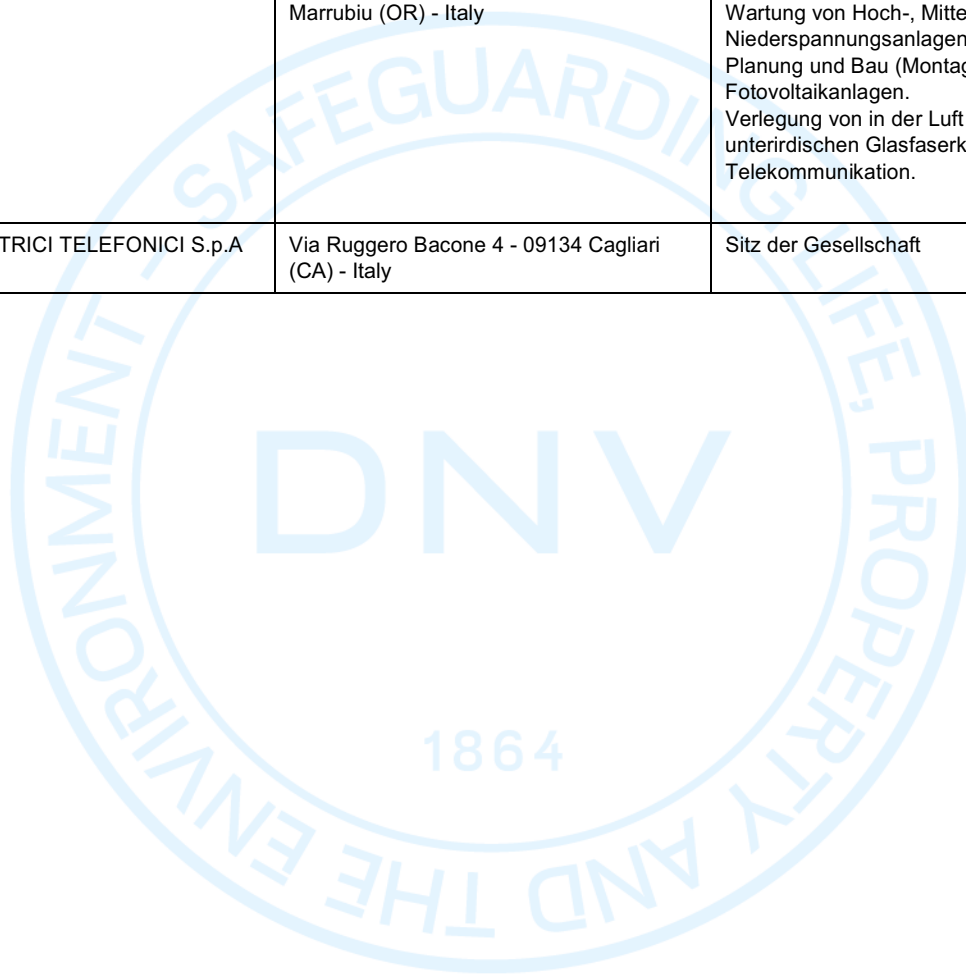 Marrubiu (OR) - Italy
Wartung von Hoch-, Mitte
Niederspannungsanlagen
Planung und Bau (Montag
Fotovoltaikanlagen.
Verlegung von in der Luft
unterirdischen Glasfaserk
Telekommunikation.
TRICI TELEFONICI S.p.A
Via Ruggero Bacone 4 - 09134 Cagliari
(CA) - Italy
Sitz der Gesellschaft
SAFEGUARDING LIFE, PROPERTY AND THE ENVIRONMENT –
DNV
1864